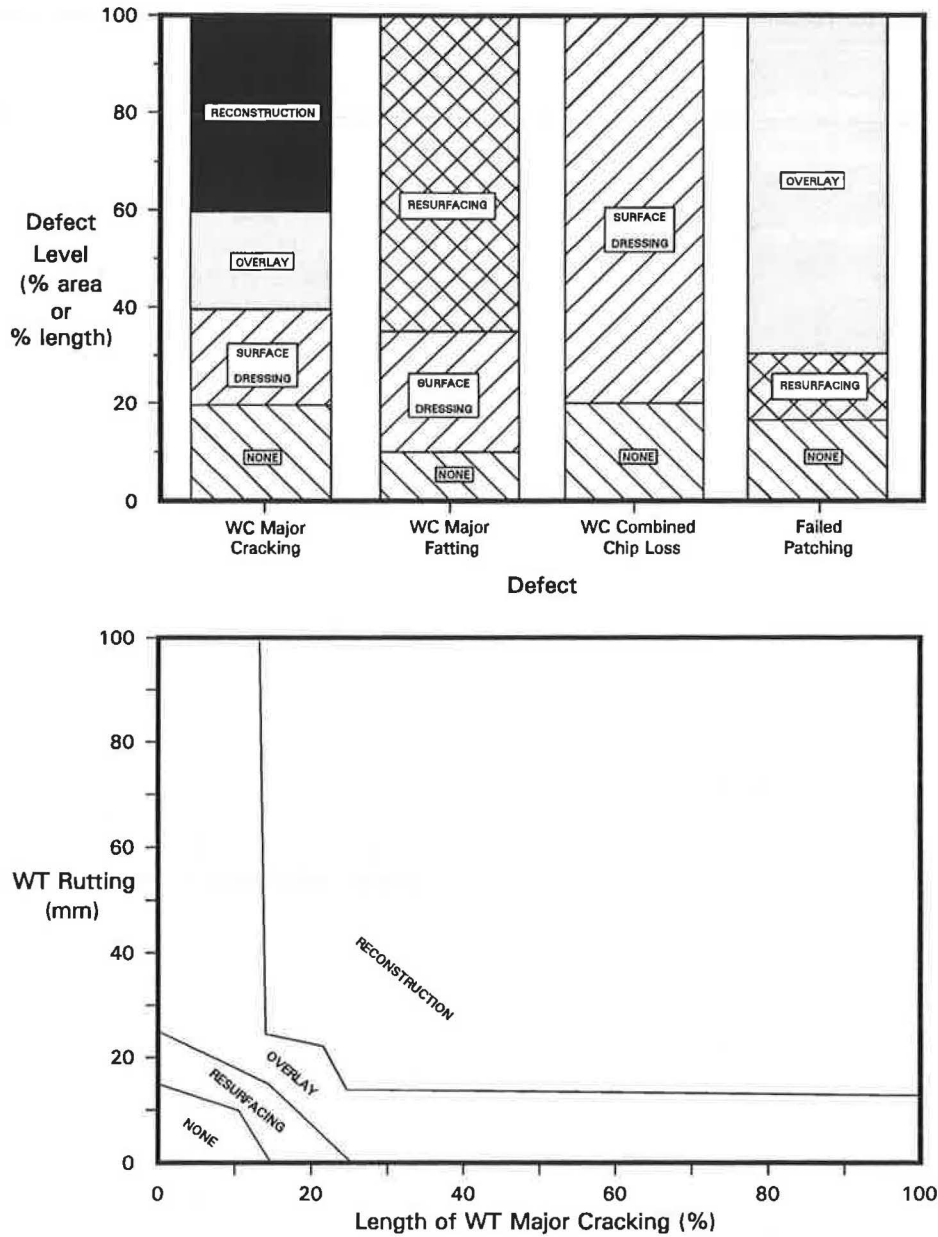 100
80
60
40
20
0
Defect
Level
(% area
or
% length)
RECONSTRUCTION
OVERLAY
SURFACE
DRESSING
NONE
RESURFACING
SURFACE
DRESSING
NONE
SURFACE
DRESSING
NONE
OVERLAY
RESURFACING
NONE
WC Major
Cracking
WC Major
Fatting
WC Combined
Chip Loss
Failed
Patching
Defect
100
80
60
40
20
0
WT Rutting
(mm)
RECONSTRUCTION
OVERLAY
RESURFACING
NONE
0 20 40 60 80 100
Length of WT Major Cracking (%)